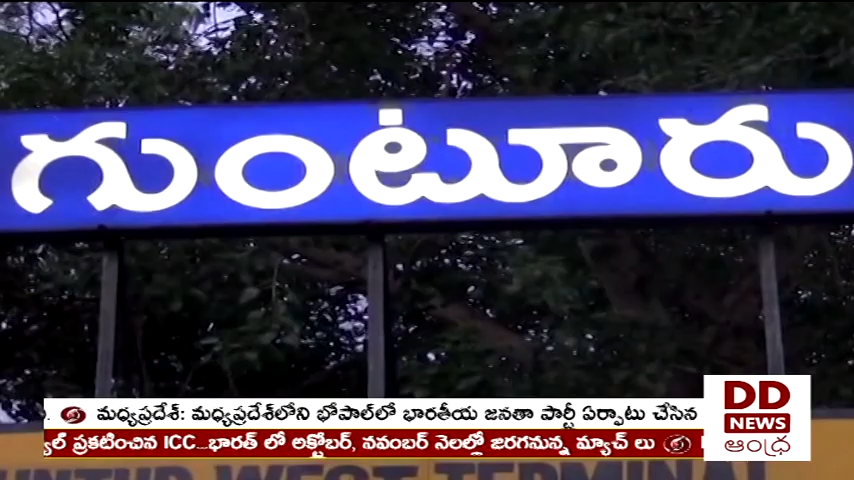 గుంటూరు
మధ్యప్రదేశ్: మధ్యప్రదేశ్‌లోని భోపాల్‌లో భారతీయ జనతా పార్టీ ఏర్పాటు చేసిన
ప్రకటించిన ICC...భారత్ లో అక్టోబర్, నవంబర్ నెలల్లో జరగనున్న మ్యాచ్ లు
DD
NEWS
ఆంధ్ర
WEST TERMINAL